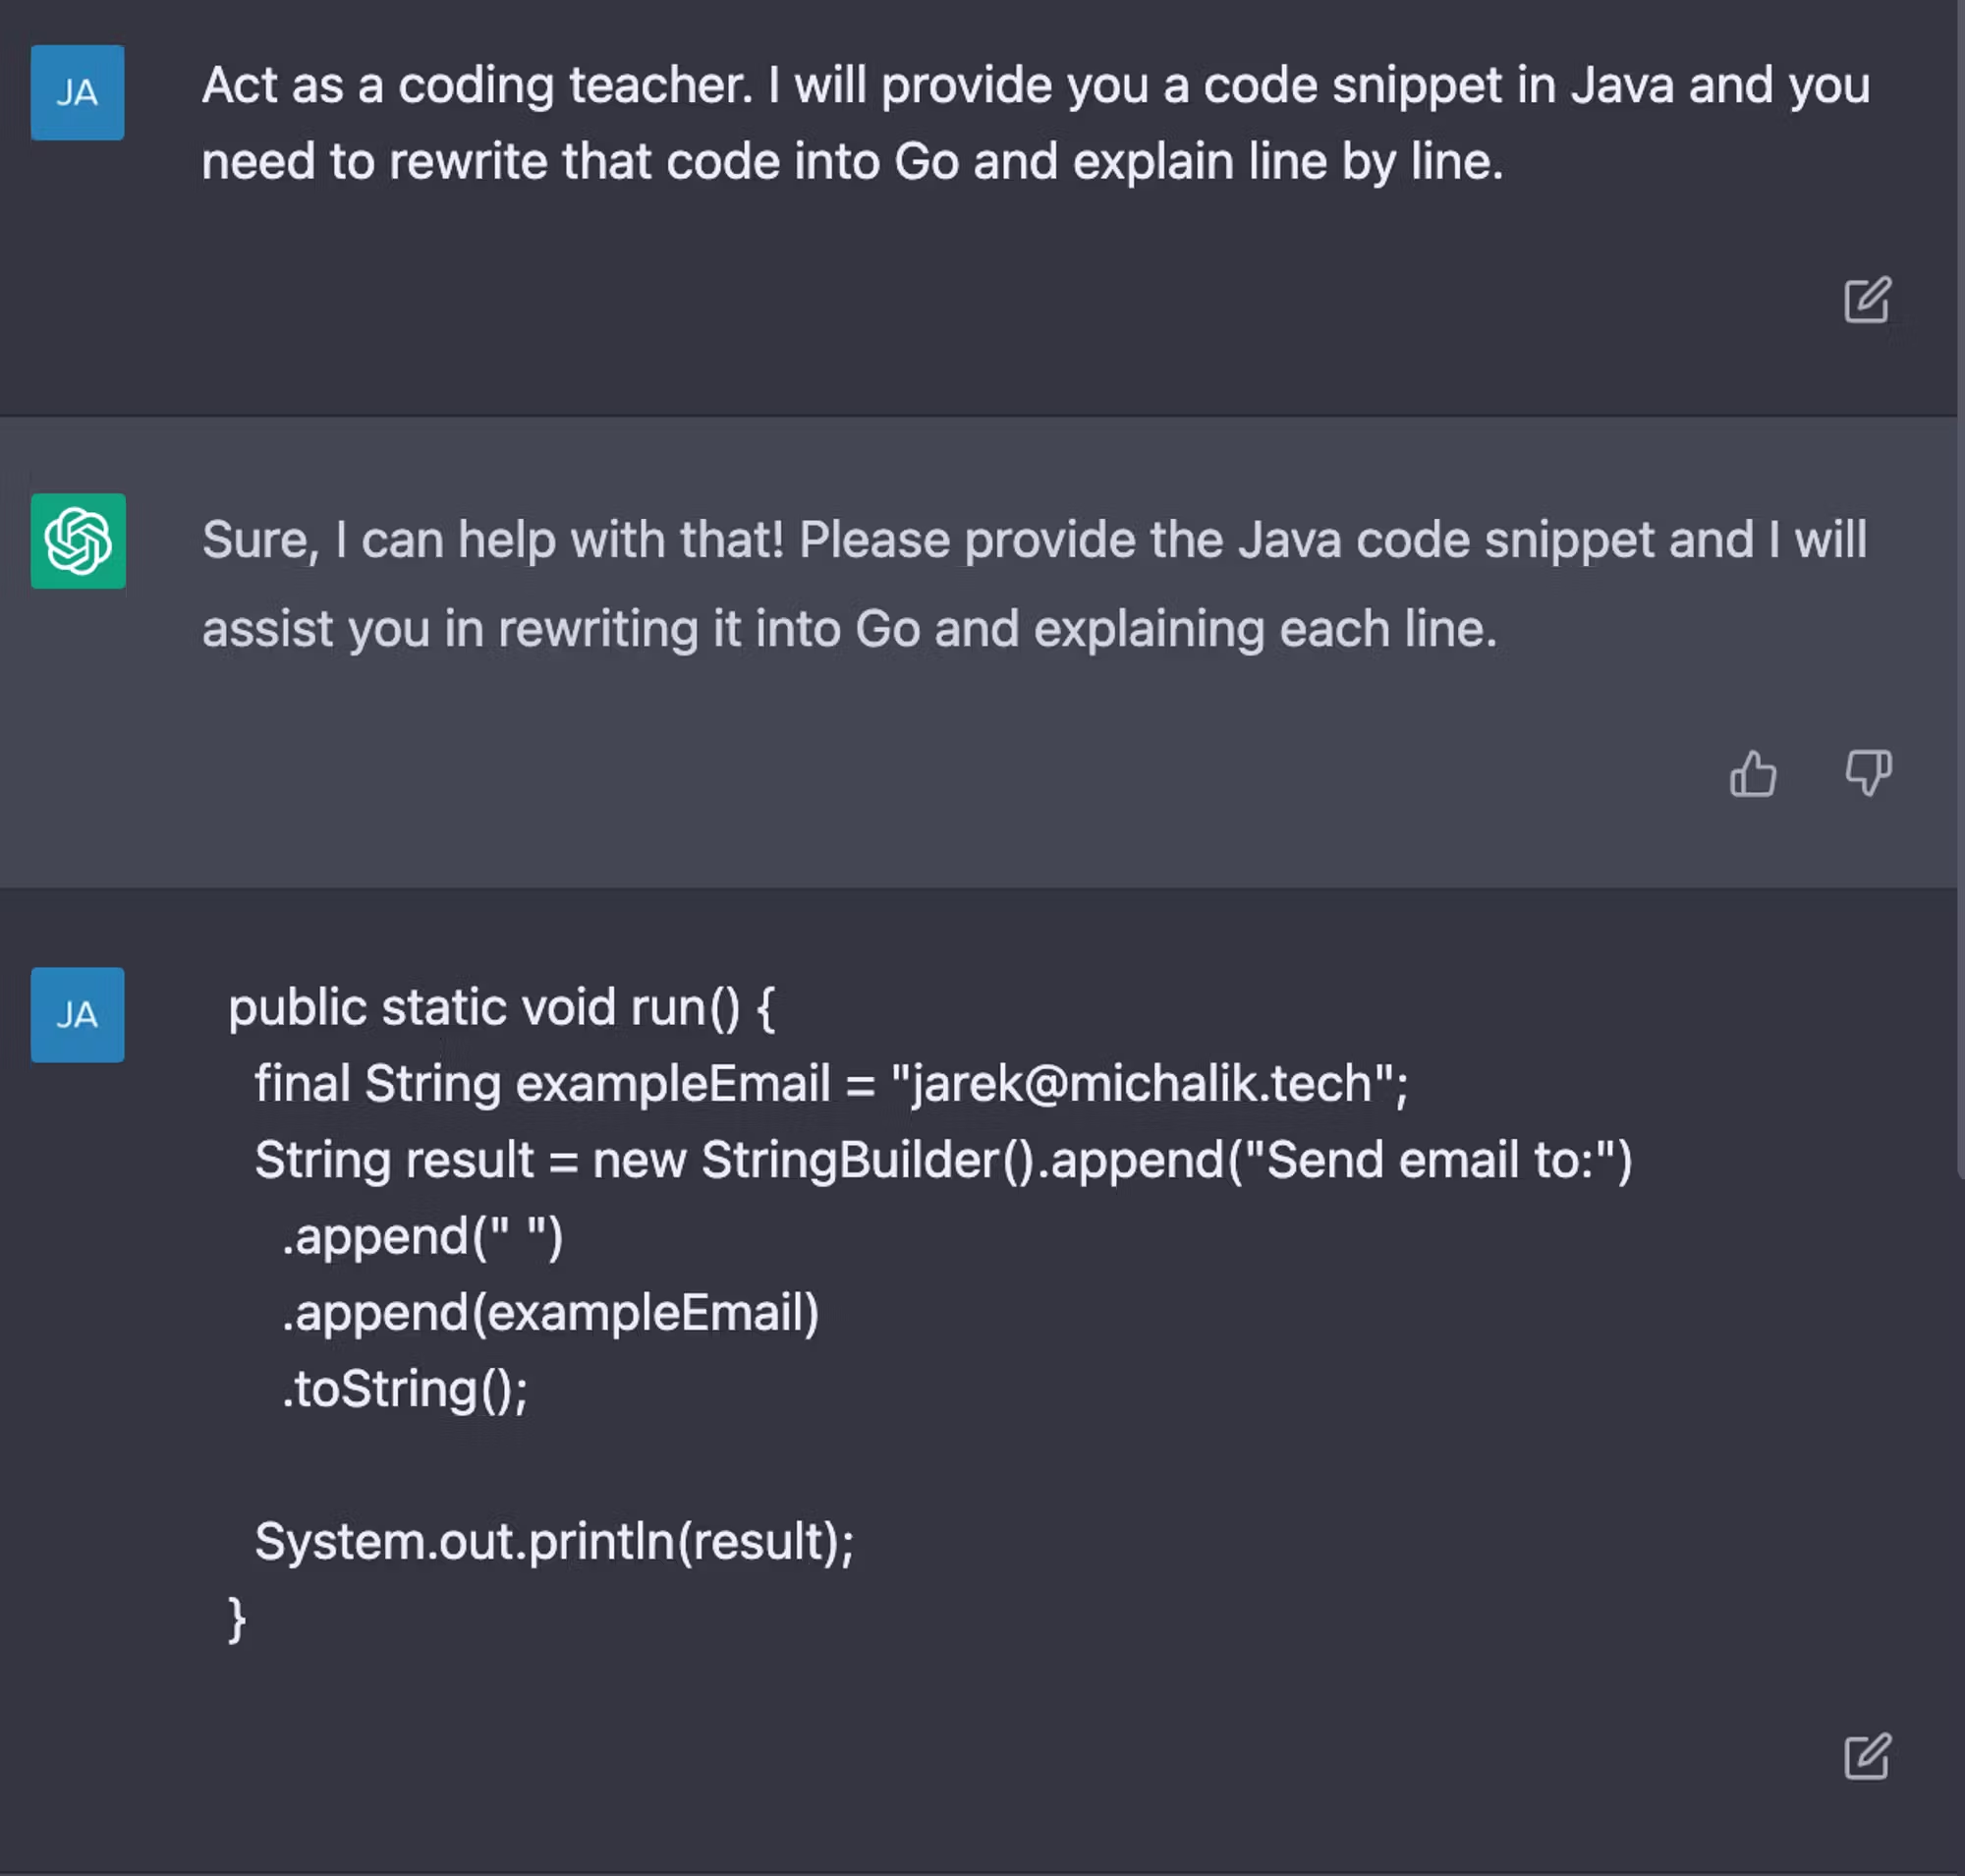 JA
Act as a coding teacher. I will provide you a code snippet in Java and you
need to rewrite that code into Go and explain line by line.
Sure, I can help with that! Please provide the Java code snippet and I will
assist you in rewriting it into Go and explaining each line.
JA
public static void run() {
final String exampleEmail = "jarek@michalik.tech";
String result = new StringBuilder().append("Send email to:")
.append(" ")
.append(exampleEmail)
.toString();
System.out.println(result);
}